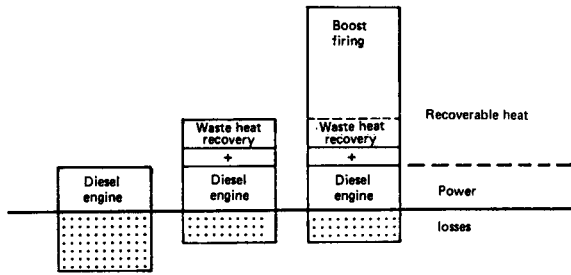 Boost
firing
Waste heat
recovery
+
Diesel
engine
Waste heat
recovery
+
Diesel
engine
Diesel
engine
Recoverable heat
Power
losses